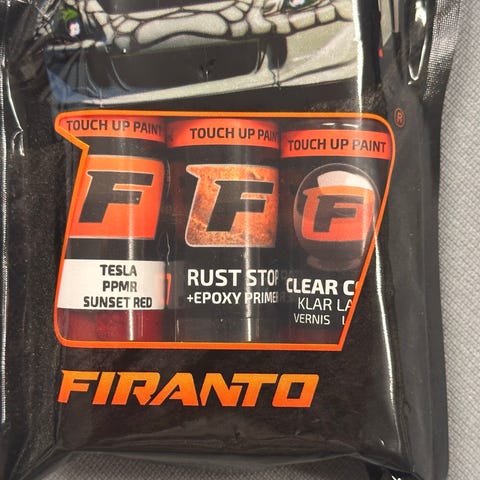 TOUCH UP PAINT
F
TESLA
PPMR
SUNSET RED
TOUCH UP PAINT
F
RUST STOP
+EPOXY PRIMER
TOUCH UP PAINT
F
CLEAR
KLAR
VERNIS
®
FIRANTO